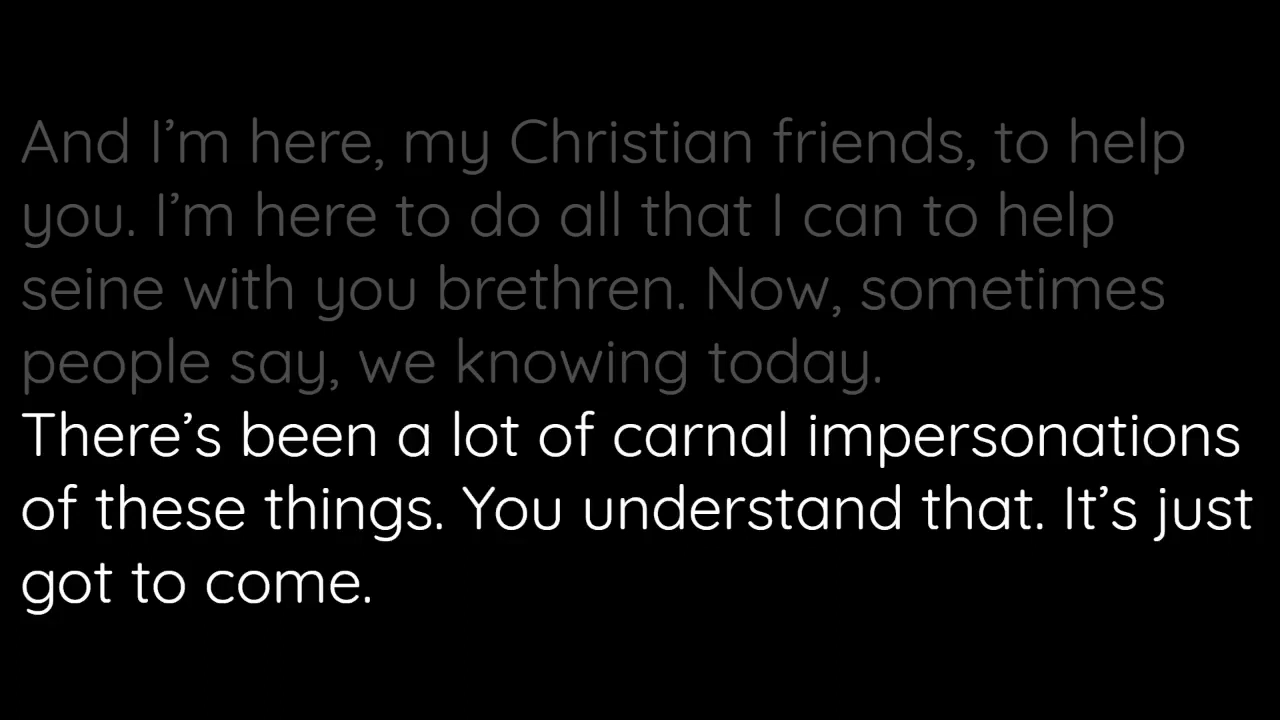 And I’m here, my Christian friends, to help
you. I’m here to do all that I can to help
seine with you brethren. Now, sometimes
people say, we knowing today.
There’s been a lot of carnal impersonations
of these things. You understand that. It’s just
got to come.